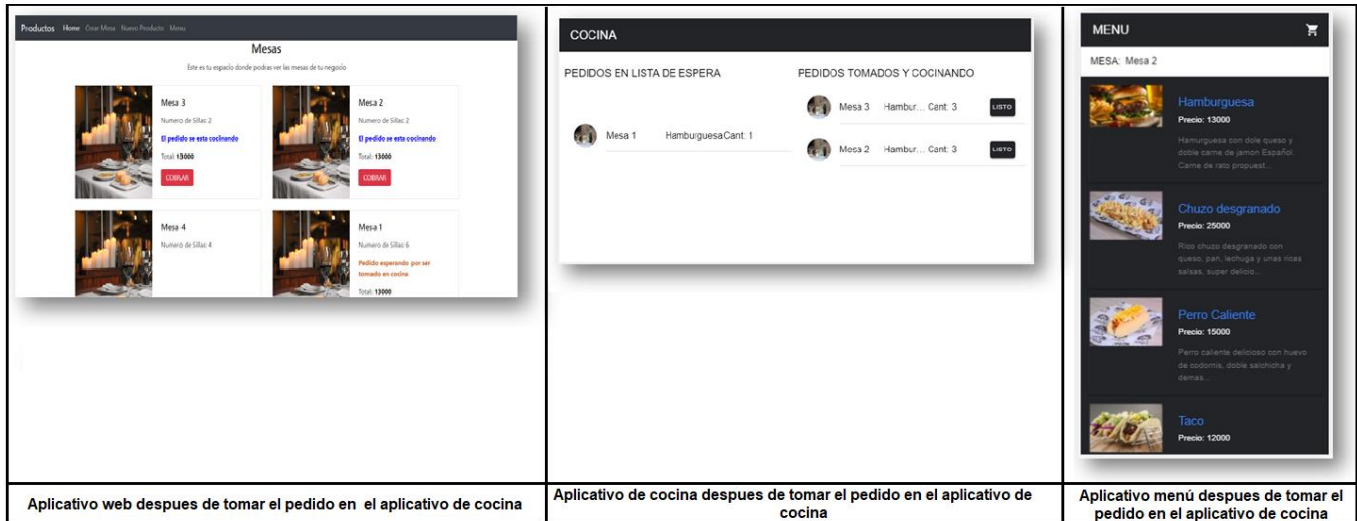 Productos Home Crear Mesa Nuevo Producto Menu
Mesas
Este es tu espacio donde podras ver las mesas de tu negocio
Mesa 3
Numero de Sillas: 2
El pedido se esta cocinando
Total: 13000
COBRAR
Mesa 2
Numero de Sillas: 2
El pedido se esta cocinando
Total: 13000
COBRAR
Mesa 4
Numero de Sillas: 4
Mesa 1
Numero de Sillas: 6
Pedido esperando por ser
tomado en cocina
Total: 13000
Aplicativo web despues de tomar el pedido en el aplicativo de cocina
COCINA
PEDIDOS EN LISTA DE ESPERA
Mesa 1 Hamburguesa Cant: 1
PEDIDOS TOMADOS Y COCINANDO
Mesa 3 Hambur... Cant: 3 LISTO
Mesa 2 Hambur... Cant: 3 LISTO
Aplicativo de cocina despues de tomar el pedido en el aplicativo de
cocina
MENU
MESA: Mesa 2
Hamburguesa
Precio: 13000
Hamurguesa con dole queso y
doble carne de jamon Español.
Carne de rato propuest...
Chuzo desgranado
Precio: 25000
Rico chuzo desgranado con
queso, pan, lechuga y unas ricas
salsas, super delicio...
Perro Caliente
Precio: 15000
Perro caliente delicioso con huevo
de codornis, doble salchicha y
demas...
Taco
Precio: 12000
Aplicativo menú despues de tomar el
pedido en el aplicativo de cocina